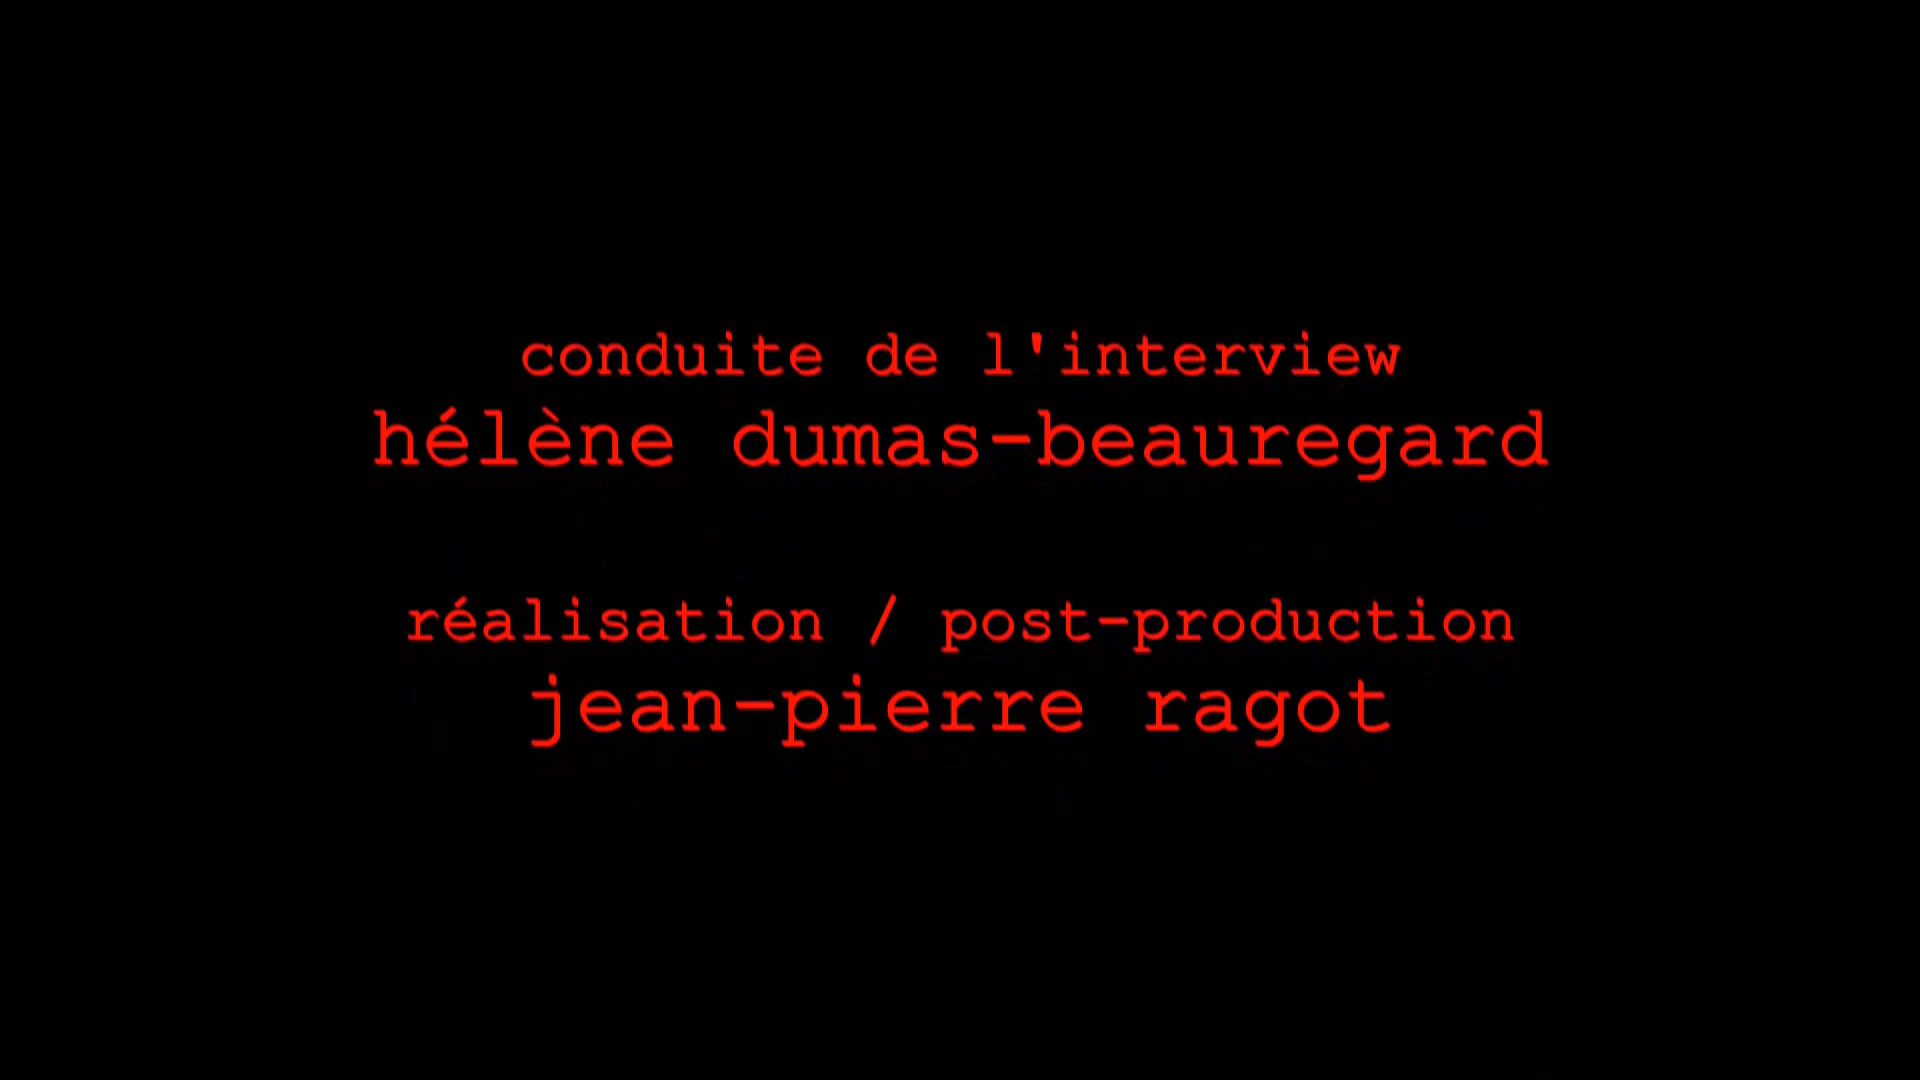 conduite de l'interview
hélène dumas-beauregard
réalisation / post-production
jean-pierre ragot